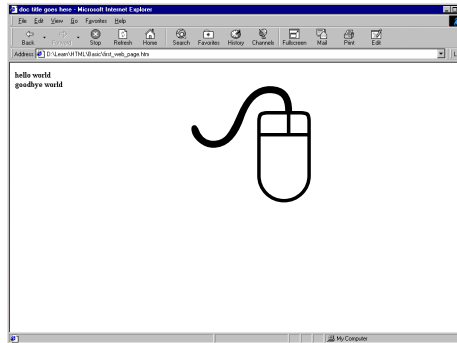 doc title goes here - Microsoft Internet Explorer
File Edit View Go Favorites Help
Back Forward Stop Refresh Home Search Favorites History Channels Fullscreen Mail Print Edit
Address D:\Learn\HTML\Basic\first_web_page.htm
hello world
goodbye world
My Computer